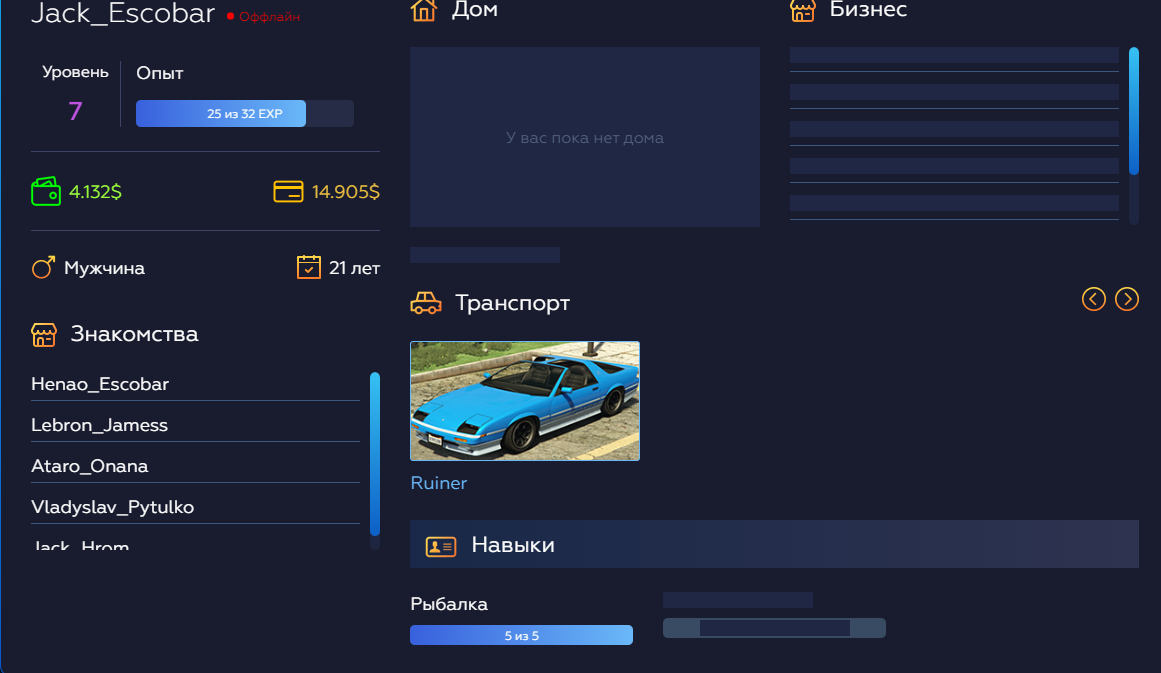 Jack_Escobar
Оффлайн
Уровень
7
Опыт
25 из 32 EXP
4.132$
14.905$
Мужчина
21 лет
Знакомства
Henao_Escobar
Lebron_Jamess
Ataro_Onana
Vladyslav_Pytulko
Jack_Hrom
Дом
У вас пока нет дома
Бизнес
Транспорт
Ruiner
Навыки
Рыбалка
5 из 5